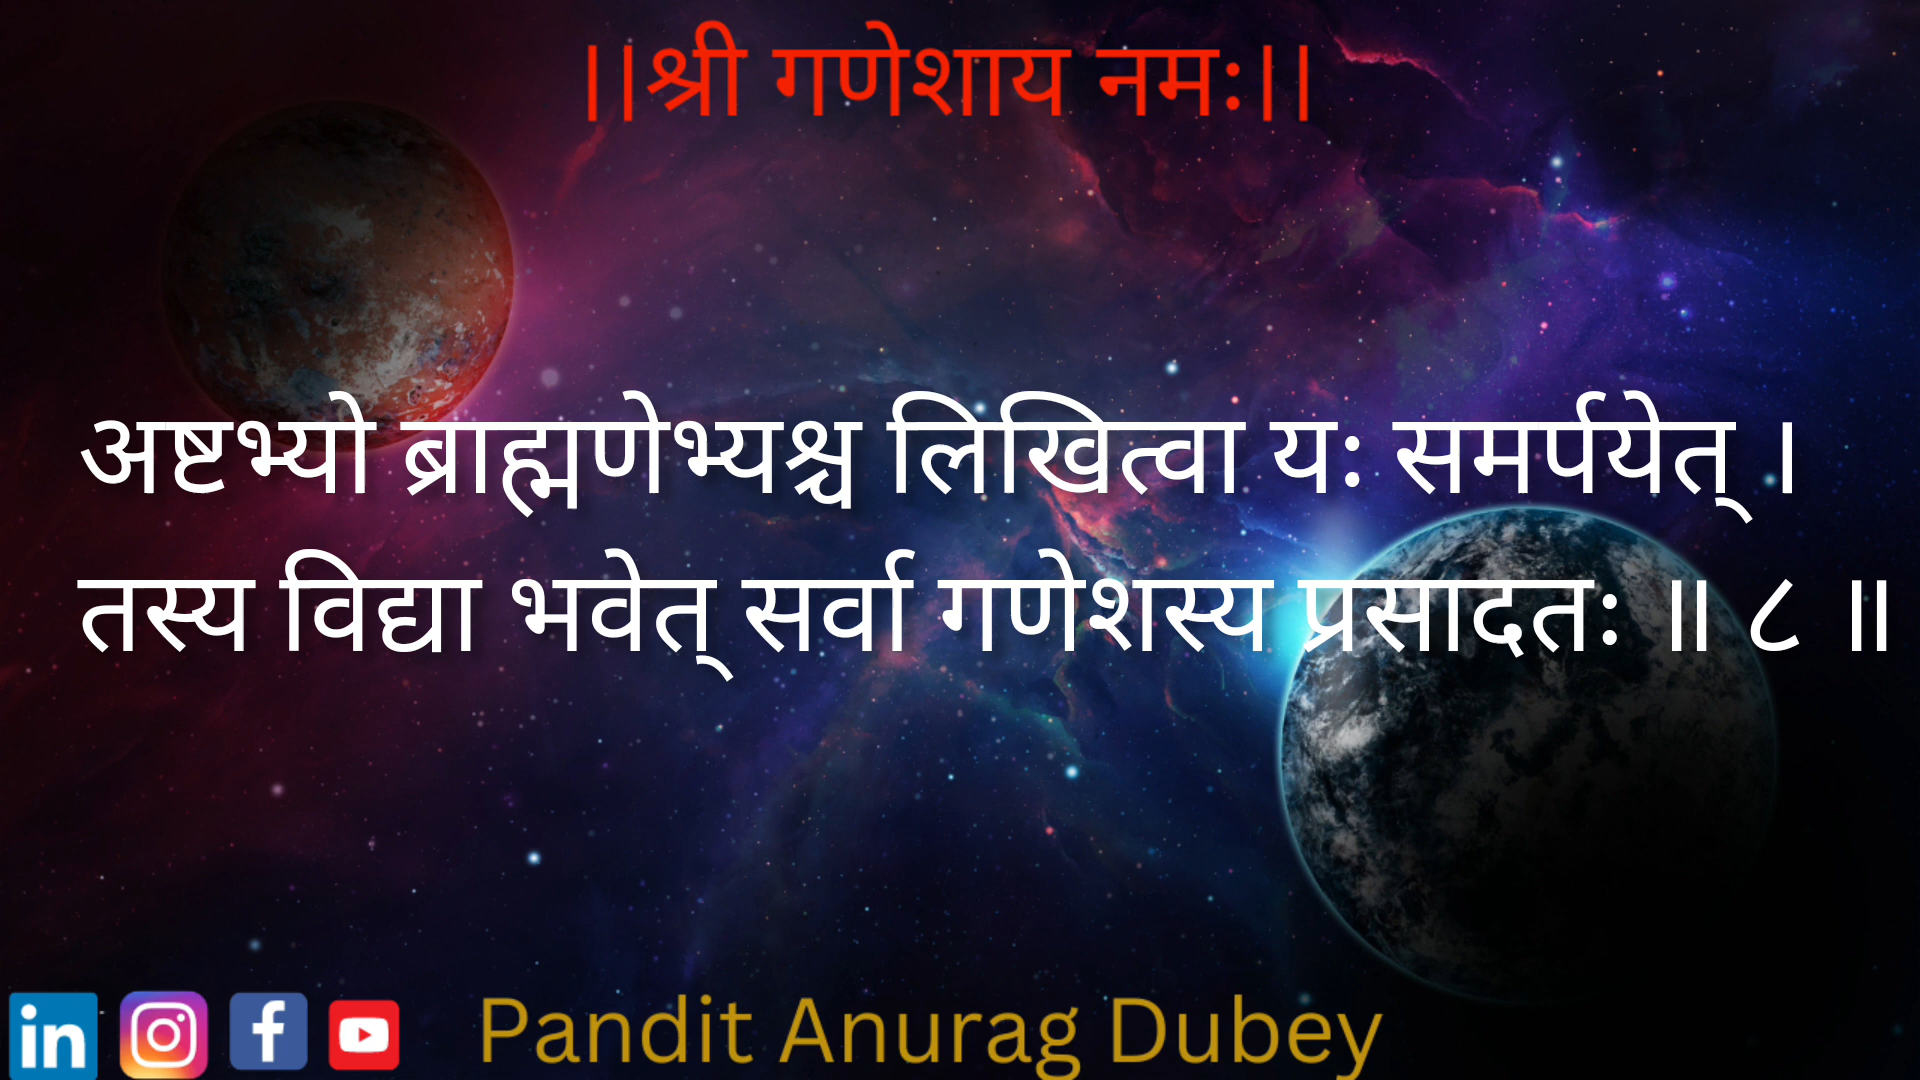 ||श्री गणेशाय नमः||
अष्टभ्यो ब्राह्मणेभ्यश्च लिखित्वा यः समर्पयेत् ।
तस्य विद्या भवेत् सर्वा गणेशस्य प्रसादतः ॥ ८ ॥
in
Pandit Anurag Dubey